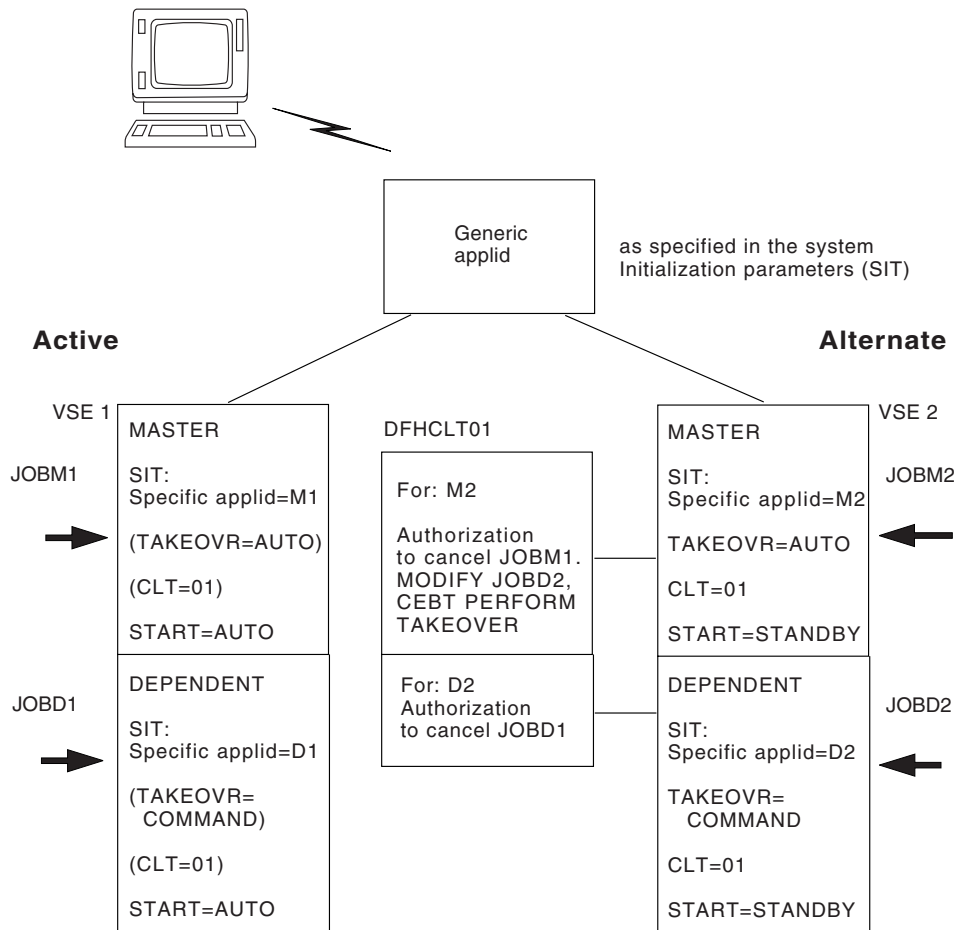 Generic
applid
as specified in the system
Initialization parameters (SIT)
Active
Alternate
VSE 1
JOBM1
MASTER
SIT:
Specific applid=M1
(TAKEOVR=AUTO)
(CLT=01)
START=AUTO
JOBD1
DEPENDENT
SIT:
Specific applid=D1
(TAKEOVR=
COMMAND)
(CLT=01)
START=AUTO
DFHCLT01
For: M2
Authorization
to cancel JOBM1.
MODIFY JOBD2,
CEBT PERFORM
TAKEOVER
For: D2
Authorization
to cancel JOBD1
VSE 2
JOBM2
MASTER
SIT:
Specific applid=M2
TAKEOVR=AUTO
CLT=01
START=STANDBY
JOBD2
DEPENDENT
SIT:
Specific applid=D2
TAKEOVR=
COMMAND
CLT=01
START=STANDBY